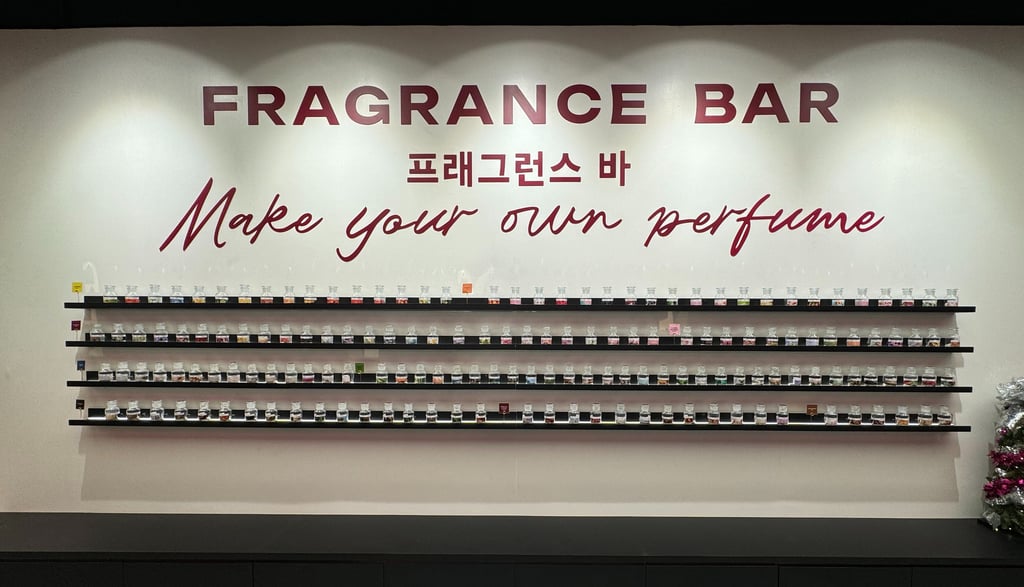 FRAGRANCE BAR
프래그런스 바
Make your own perfume